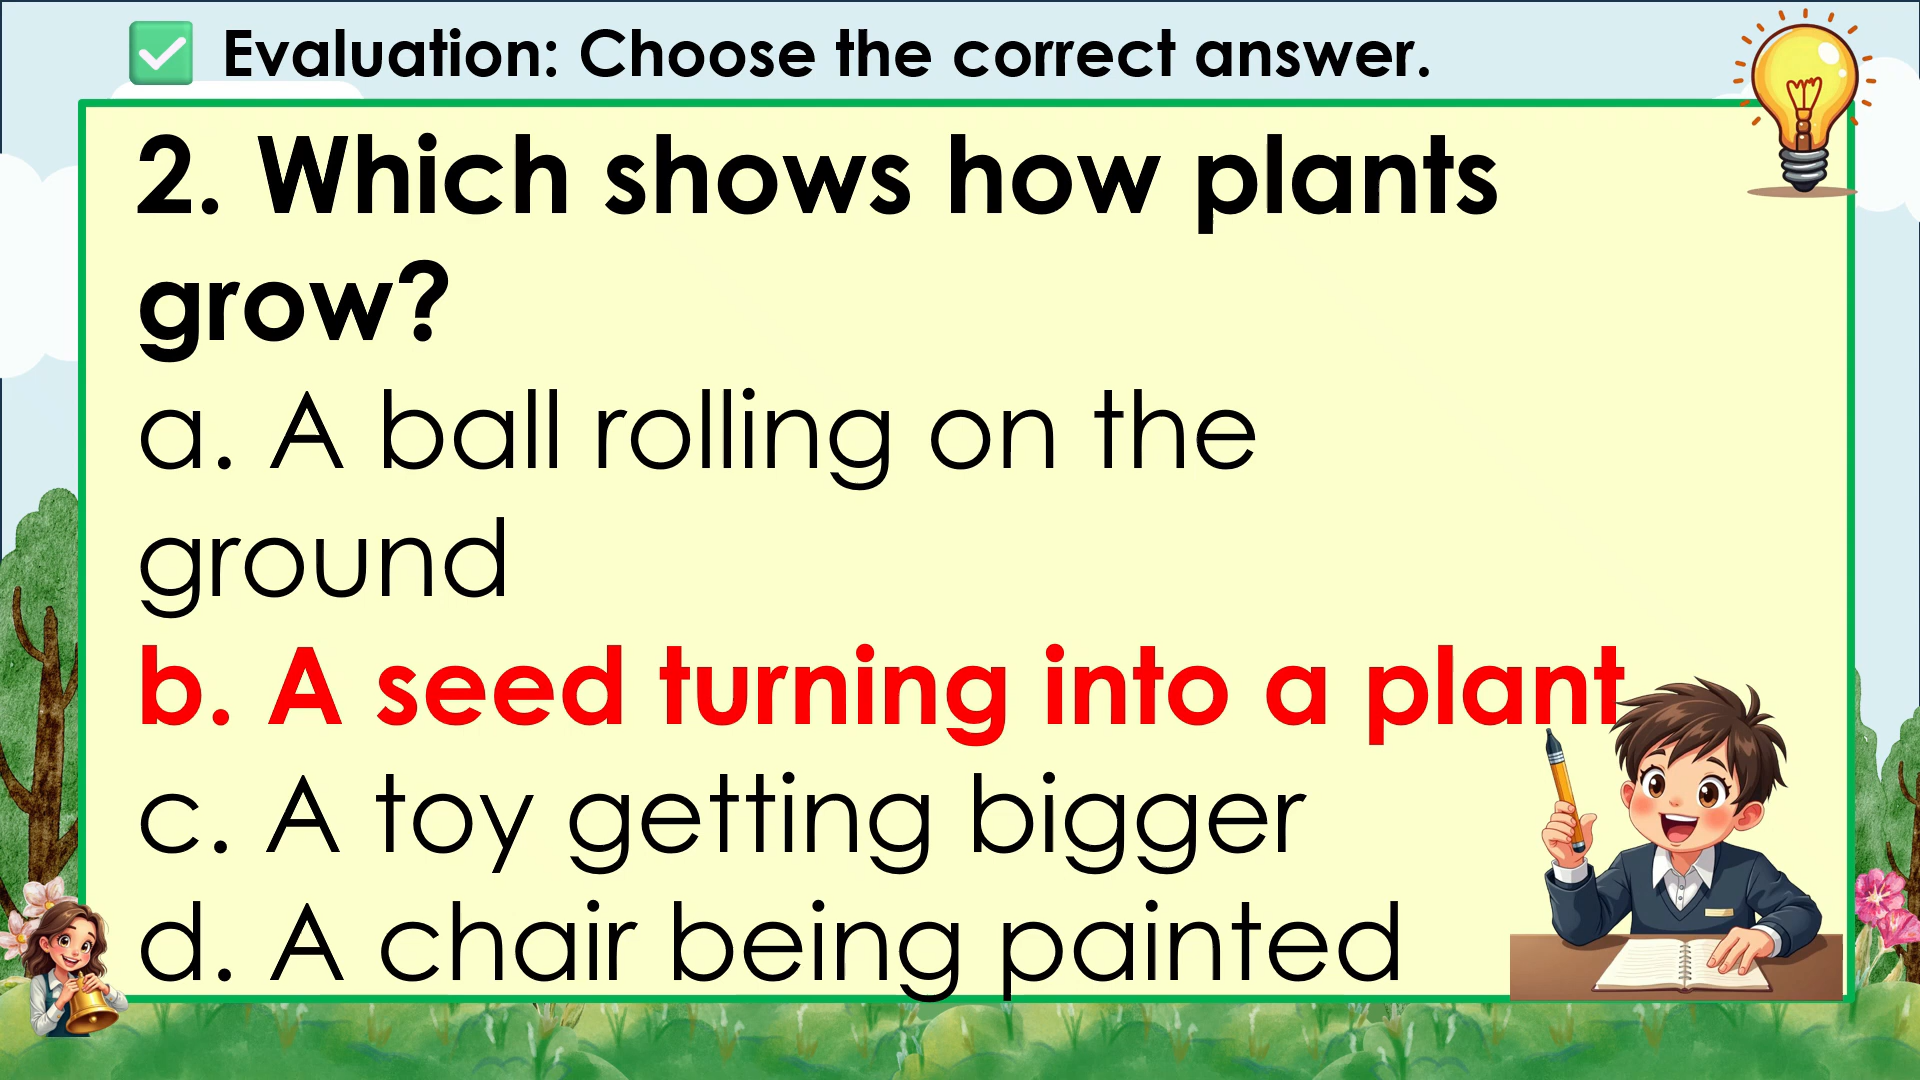 Evaluation: Choose the correct answer.
2. Which shows how plants
grow?
a. A ball rolling on the
ground
b. A seed turning into a plant
c. A toy getting bigger
d. A chair being painted